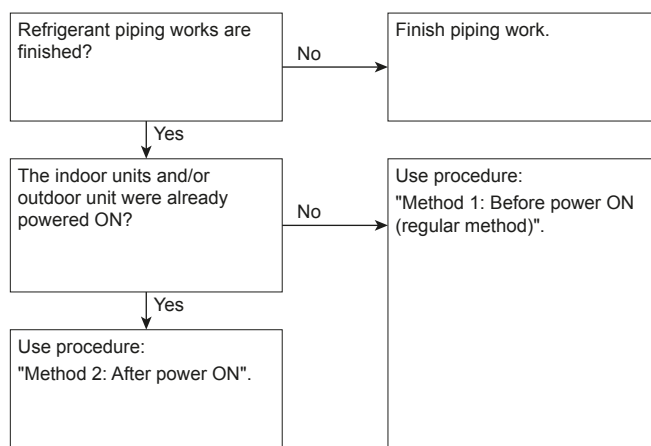 Refrigerant piping works are
finished?
No
Finish piping work.
Yes
The indoor units and/or
outdoor unit were already
powered ON?
No
Use procedure:
"Method 1: Before power ON
(regular method)".
Yes
Use procedure:
"Method 2: After power ON".